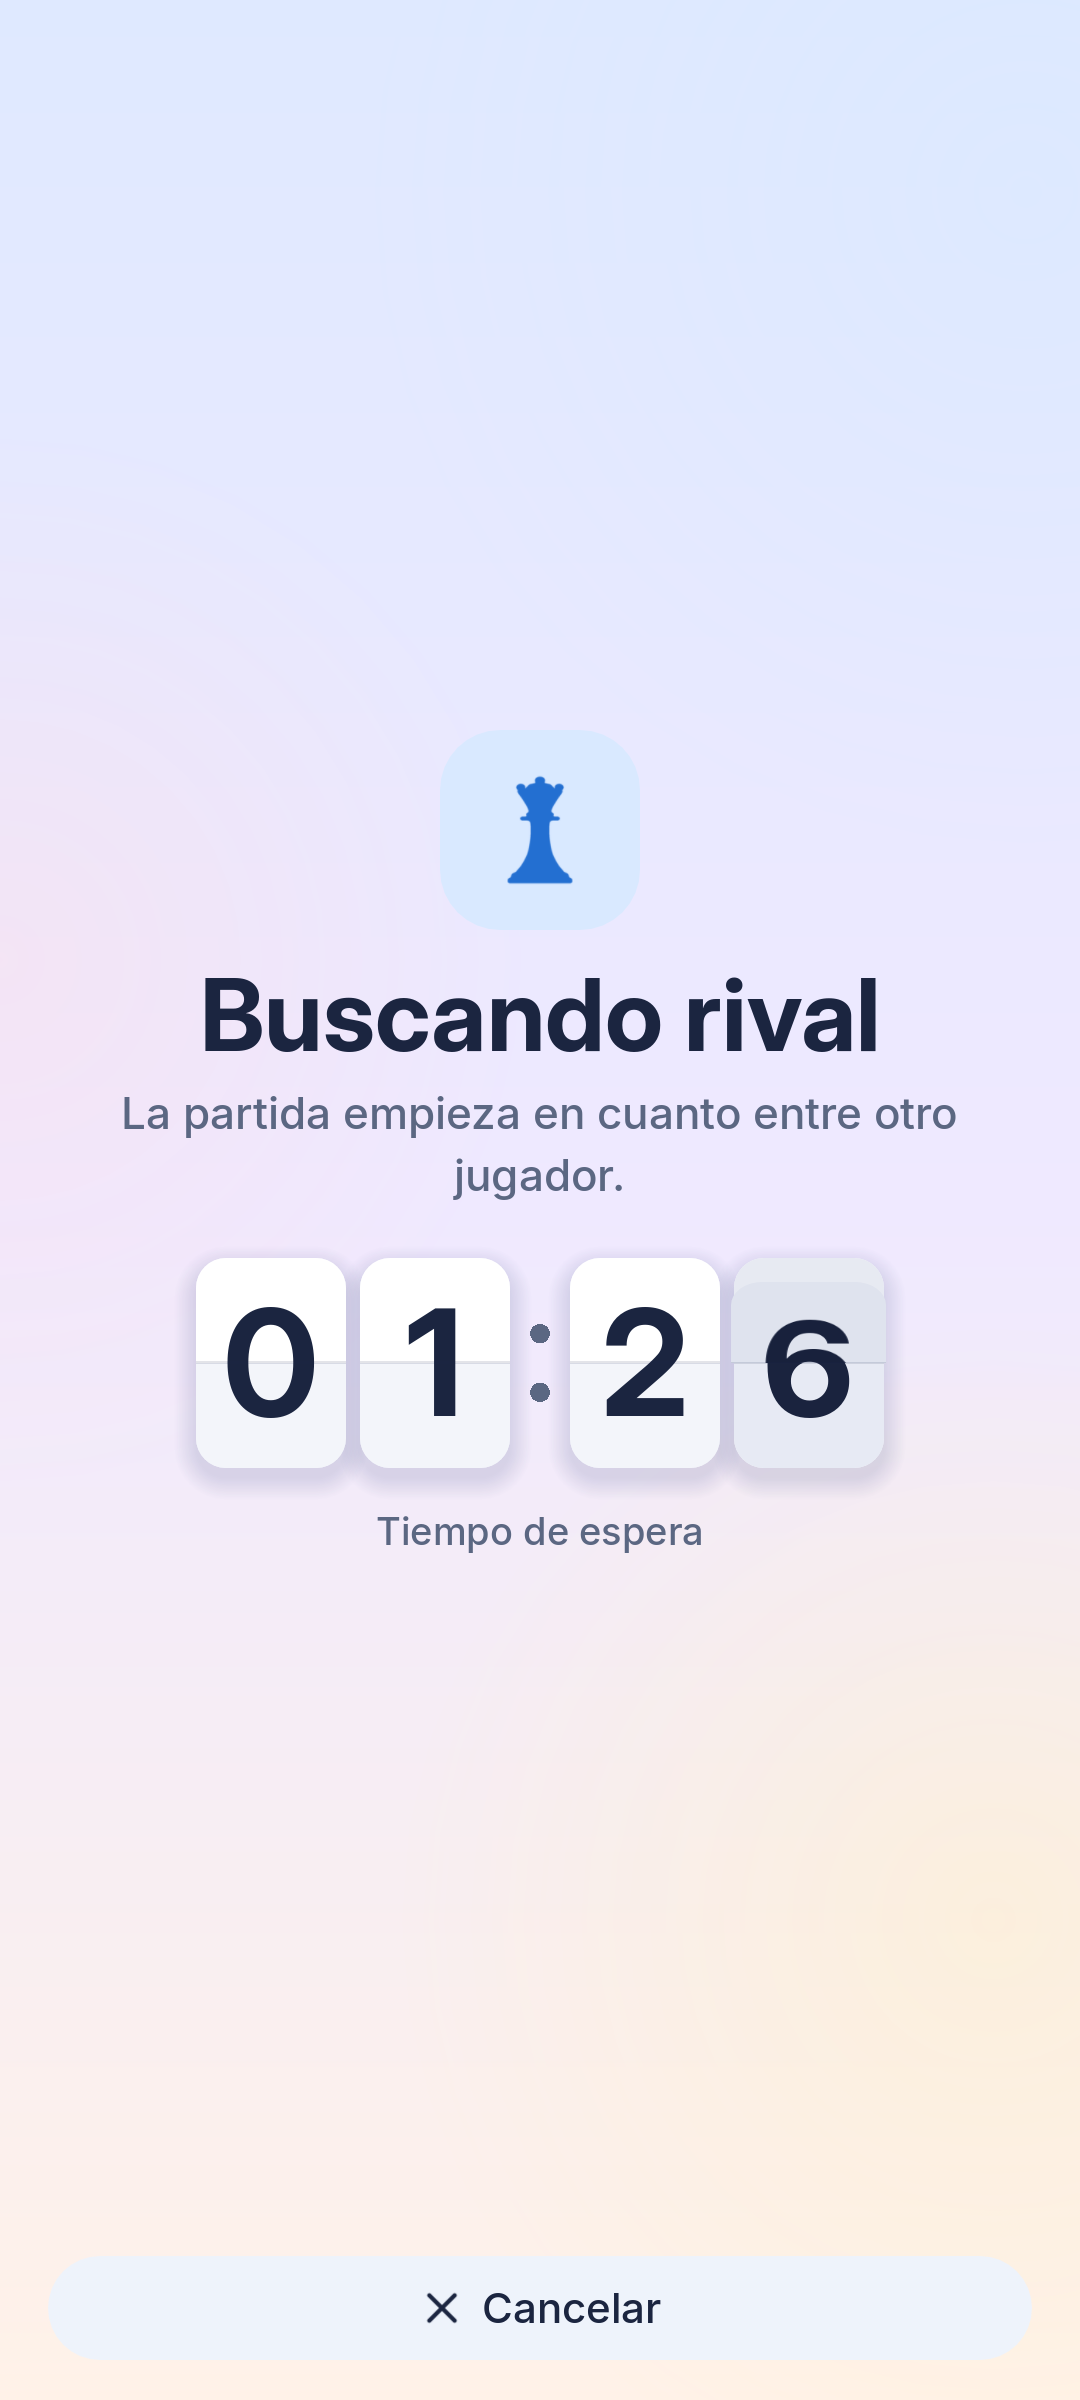 Buscando rival
La partida empieza en cuanto entre otro
jugador.
01:26
Tiempo de espera
Cancelar